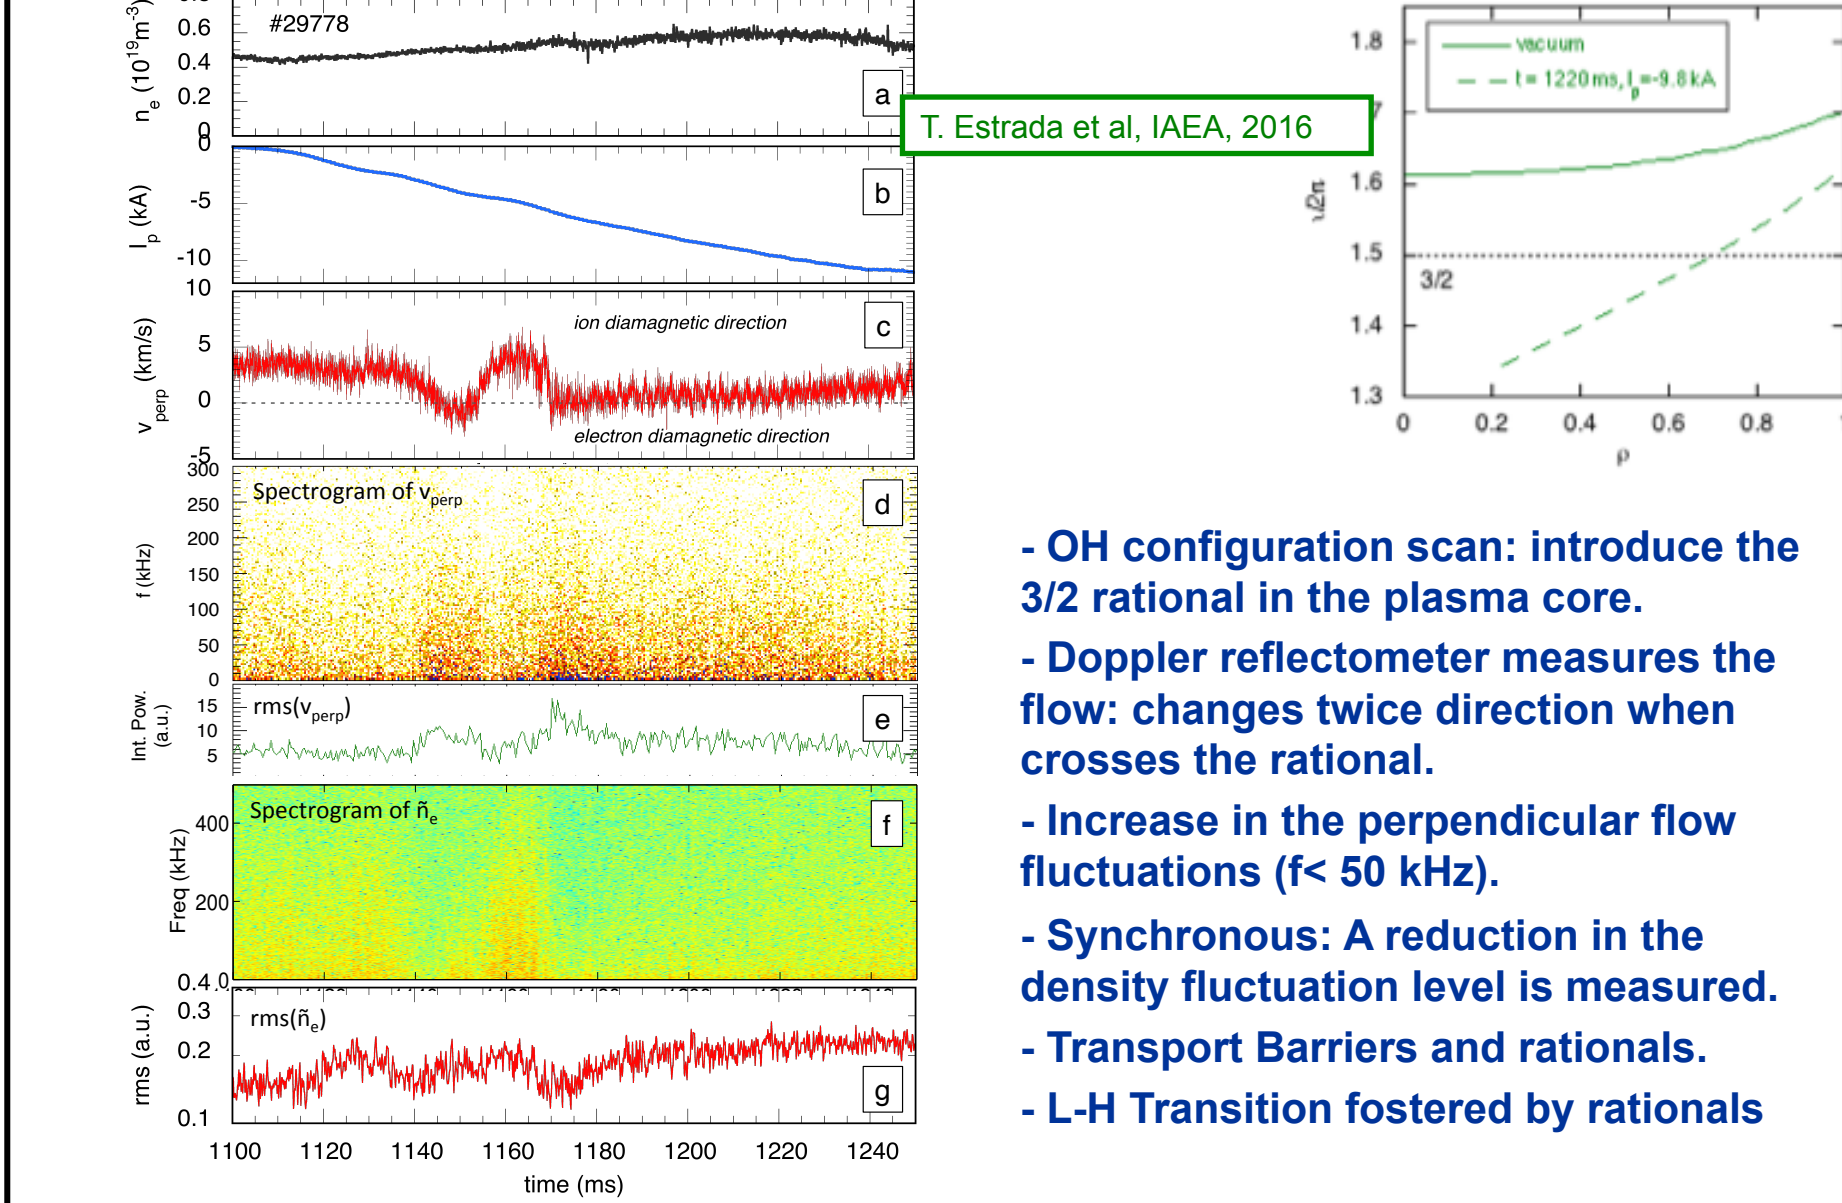 #29778
n_e (10^19 m^-3)
0.6
0.4
0.2
0
a
T. Estrada et al, IAEA, 2016
0
-5
-10
I_p (kA)
b
10
5
0
-5
v_perp (km/s)
ion diamagnetic direction
electron diamagnetic direction
c
300
250
200
150
100
50
0
f (kHz)
Spectrogram of v_perp
d
15
10
5
Int. Pow.
(a.u.)
rms(v_perp)
e
400
200
0
Freq (kHz)
Spectrogram of ñ_e
f
0.4
0.3
0.2
0.1
rms (a.u.)
rms(ñ_e)
g
1100 1120 1140 1160 1180 1200 1220 1240
time (ms)
vacuum
t = 1220 ms, I_p=-9.8 kA
1.8
1.6
1.5
1.4
1.3
ι/2π
3/2
0 0.2 0.4 0.6 0.8
ρ
- OH configuration scan: introduce the
3/2 rational in the plasma core.
- Doppler reflectometer measures the
flow: changes twice direction when
crosses the rational.
- Increase in the perpendicular flow
fluctuations (f< 50 kHz).
- Synchronous: A reduction in the
density fluctuation level is measured.
- Transport Barriers and rationals.
- L-H Transition fostered by rationals